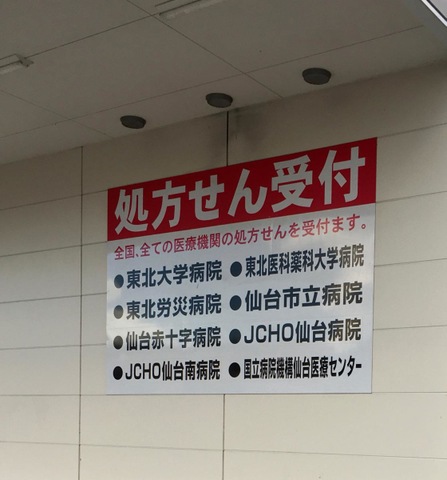 処方せん受付
全国、全ての医療機関の処方せんを受付ます。
●東北大学病院 ●東北医科薬科大学病院
●東北労災病院 ●仙台市立病院
●仙台赤十字病院 ●JCHO仙台病院
●JCHO仙台南病院 ●国立病院機構仙台医療センター